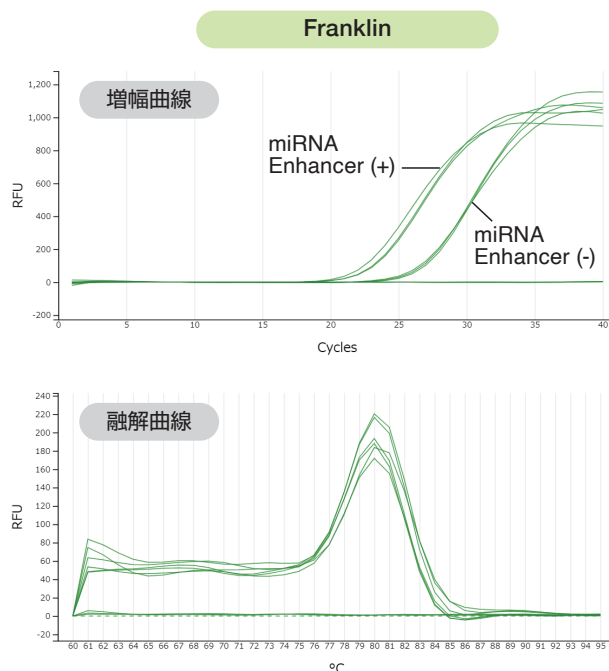 Franklin
増幅曲線
1,200
1,000
800
600
400
200
0
-200
RFU
miRNA
Enhancer (+)
miRNA
Enhancer (-)
0 5 10 15 20 25 30 35 40
Cycles
融解曲線
240
220
200
180
160
140
120
100
80
60
40
20
0
-20
RFU
60 61 62 63 64 65 66 67 68 69 70 71 72 73 74 75 76 77 78 79 80 81 82 83 84 85 86 87 88 89 90 91 92 93 94 95
°C